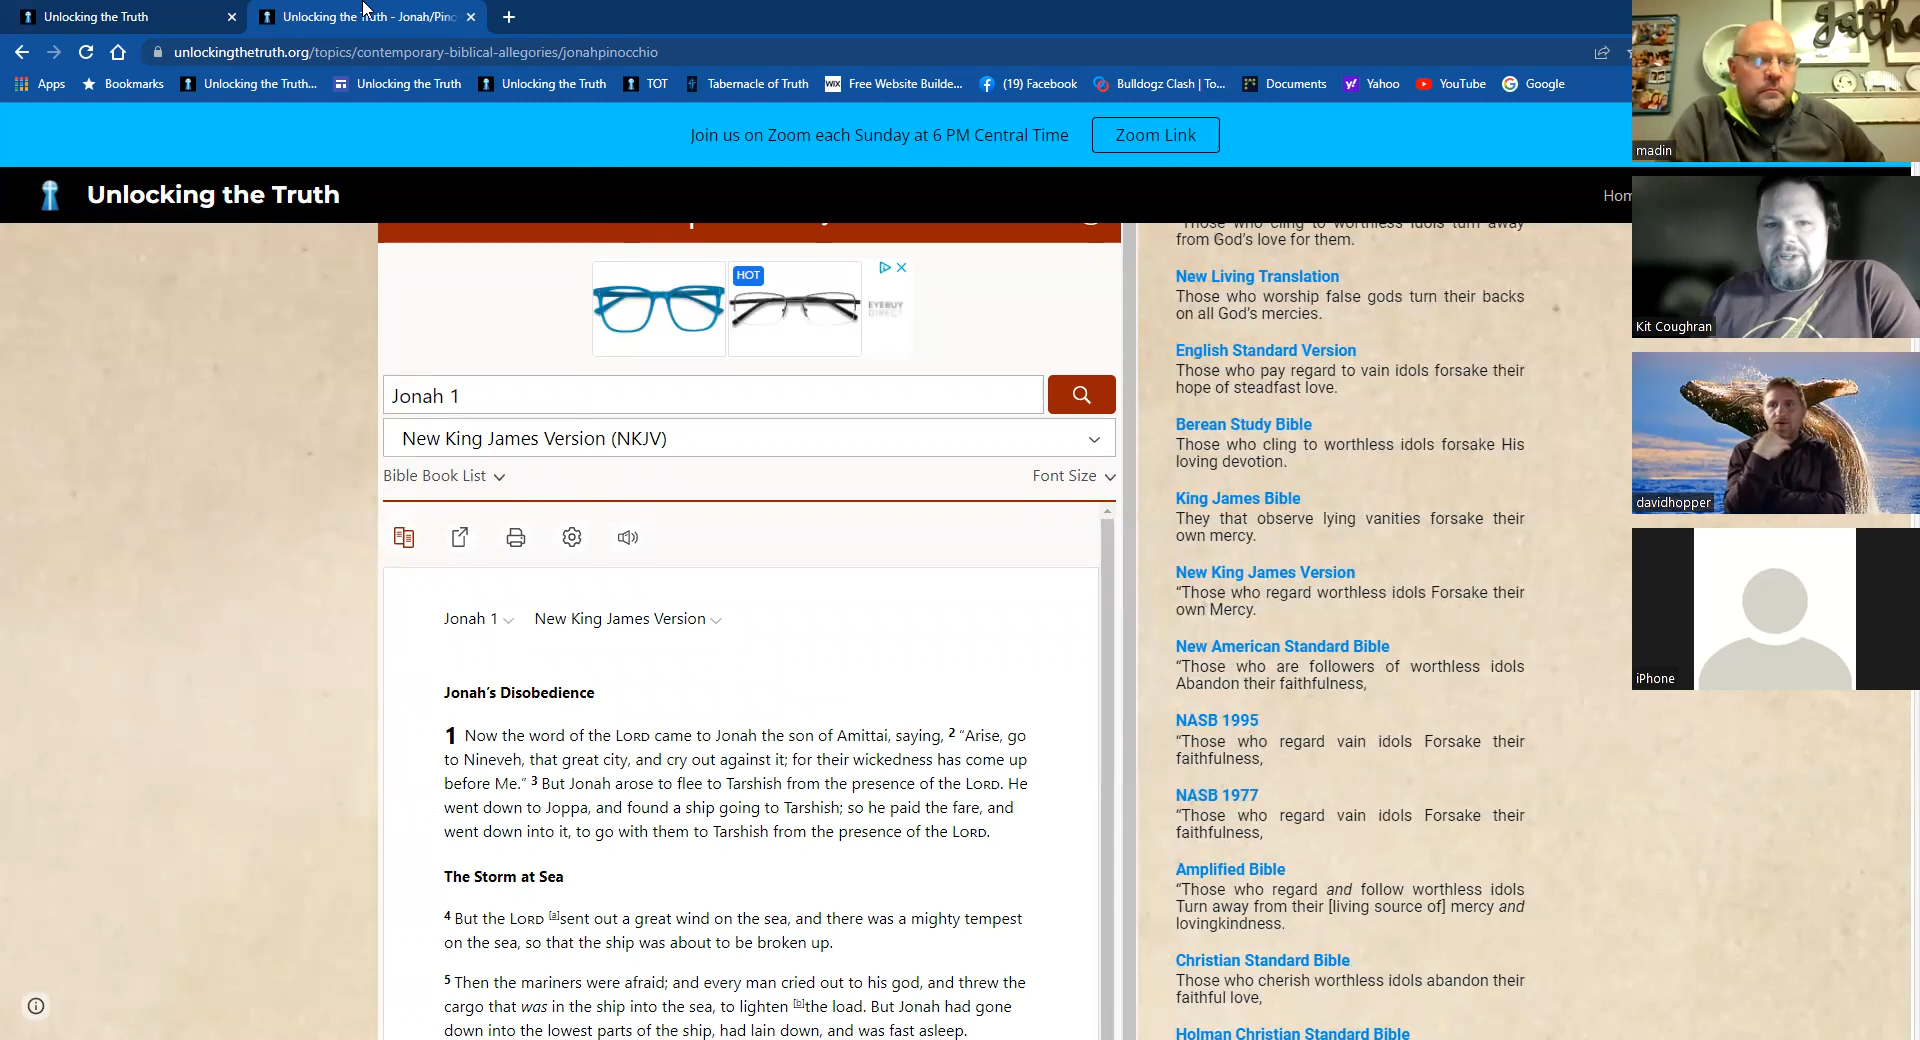 Unlocking the Truth
Unlocking the Truth - Jonah/Pino
unlockingthetruth.org/topics/contemporary-biblical-allegories/jonahpinocchio
Apps Bookmarks Unlocking the Truth... Unlocking the Truth Unlocking the Truth TOT Tabernacle of Truth WIX Free Website Builde... (19) Facebook Bulldogz Clash | To... Documents Yahoo YouTube Google
Join us on Zoom each Sunday at 6 PM Central Time Zoom Link
Unlocking the Truth
Hom
HOT
EYEBUY
DIRECT
Jonah 1
New King James Version (NKJV)
Bible Book List Font Size
Jonah 1 New King James Version
Jonah's Disobedience
1 Now the word of the LORD came to Jonah the son of Amittai, saying, 2 “Arise, go
to Nineveh, that great city, and cry out against it; for their wickedness has come up
before Me.” 3 But Jonah arose to flee to Tarshish from the presence of the LORD. He
went down to Joppa, and found a ship going to Tarshish; so he paid the fare, and
went down into it, to go with them to Tarshish from the presence of the LORD.
The Storm at Sea
4 But the LORD [a]sent out a great wind on the sea, and there was a mighty tempest
on the sea, so that the ship was about to be broken up.
5 Then the mariners were afraid; and every man cried out to his god, and threw the
cargo that was in the ship into the sea, to lighten [b]the load. But Jonah had gone
down into the lowest parts of the ship, had lain down, and was fast asleep.
“Those who cling to worthless idols turn away
from God's love for them.
New Living Translation
Those who worship false gods turn their backs
on all God's mercies.
English Standard Version
Those who pay regard to vain idols forsake their
hope of steadfast love.
Berean Study Bible
Those who cling to worthless idols forsake His
loving devotion.
King James Bible
They that observe lying vanities forsake their
own mercy.
New King James Version
“Those who regard worthless idols Forsake their
own Mercy.
New American Standard Bible
“Those who are followers of worthless idols
Abandon their faithfulness,
NASB 1995
“Those who regard vain idols Forsake their
faithfulness,
NASB 1977
“Those who regard vain idols Forsake their
faithfulness,
Amplified Bible
“Those who regard and follow worthless idols
Turn away from their [living source of] mercy and
lovingkindness.
Christian Standard Bible
Those who cherish worthless idols abandon their
faithful love,
Holman Christian Standard Bible
gathe
madin
Kit Coughran
davidhopper
iPhone